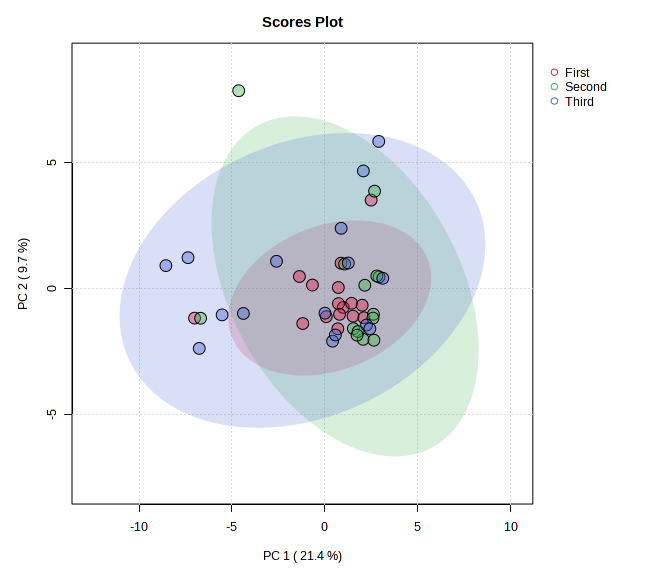 Scores Plot
First
Second
Third
5
0
-5
PC 2 ( 9.7 %)
-10
-5
0
5
10
PC 1 ( 21.4 %)